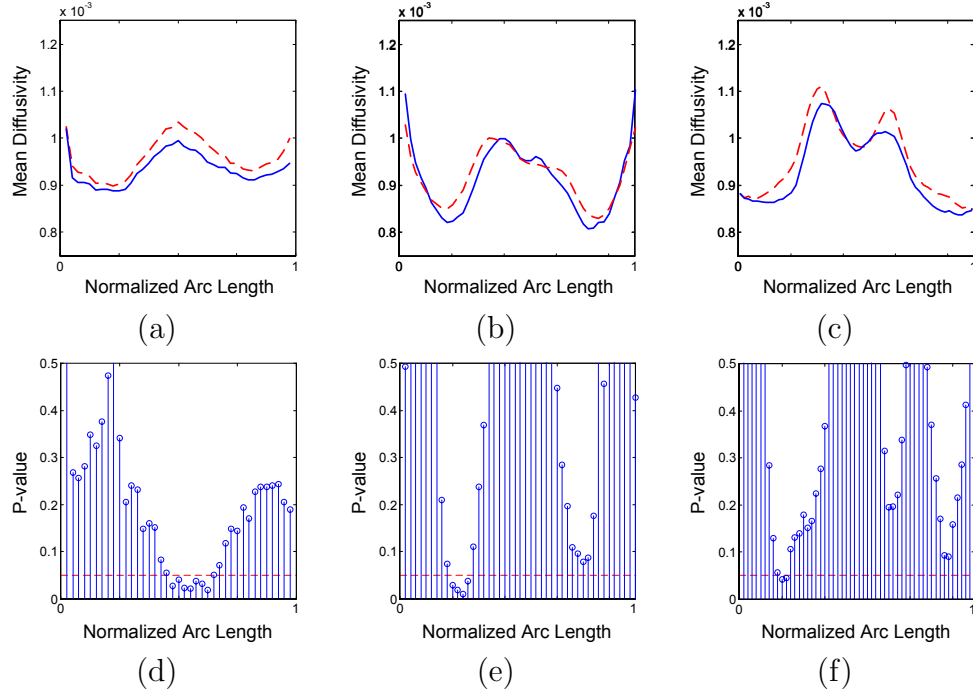 x 10⁻³
1.2
1.1
1
0.9
0.8
Mean Diffusivity
0
1
Normalized Arc Length
(a)
x 10⁻³
1.2
1.1
1
0.9
0.8
Mean Diffusivity
0
1
Normalized Arc Length
(b)
x 10⁻³
1.2
1.1
1
0.9
0.8
Mean Diffusivity
0
1
Normalized Arc Length
(c)
0.5
0.4
0.3
0.2
0.1
0
P-value
0
1
Normalized Arc Length
(d)
0.5
0.4
0.3
0.2
0.1
0
P-value
0
1
Normalized Arc Length
(e)
0.5
0.4
0.3
0.2
0.1
0
P-value
0
1
Normalized Arc Length
(f)